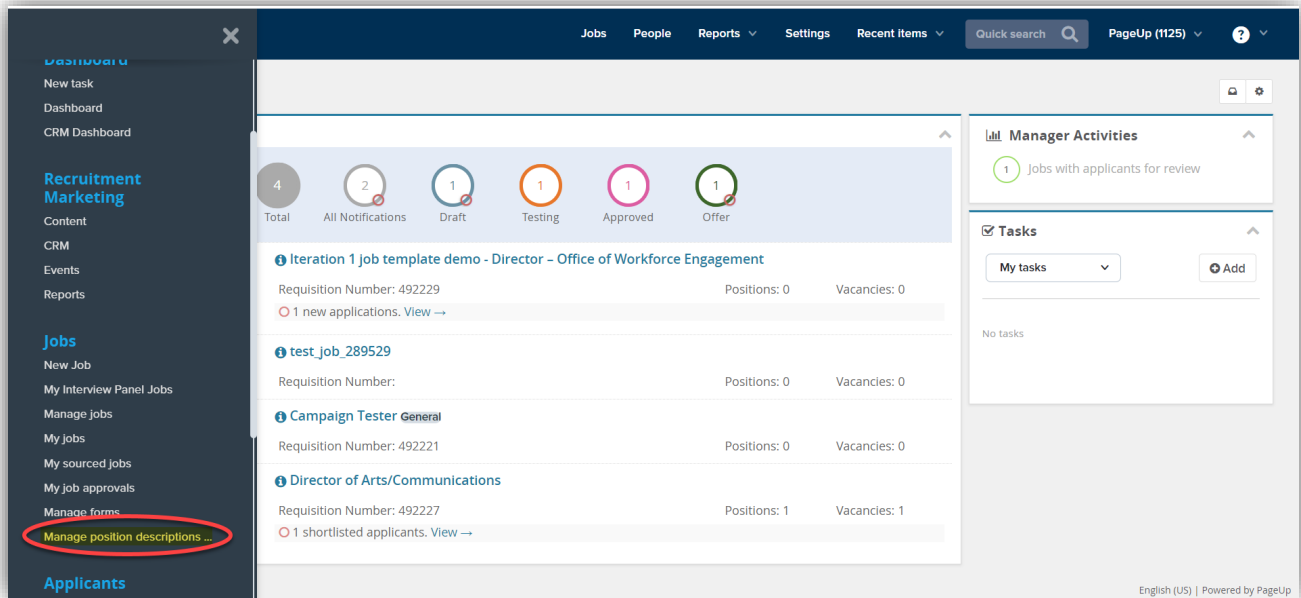 Jobs People Reports Settings Recent items Quick search PageUp (1125) ?
Dashboard
New task
Dashboard
CRM Dashboard
Recruitment
Marketing
Content
CRM
Events
Reports
Jobs
New Job
My Interview Panel Jobs
Manage jobs
My jobs
My sourced jobs
My job approvals
Manage forms
Manage position descriptions ...
Applicants
4 2 1 1 1 1
Total All Notifications Draft Testing Approved Offer
Iteration 1 job template demo - Director – Office of Workforce Engagement
Requisition Number: 492229 Positions: 0 Vacancies: 0
1 new applications. View →
test_job_289529
Requisition Number: Positions: 0 Vacancies: 0
Campaign Tester General
Requisition Number: 492221 Positions: 0 Vacancies: 0
Director of Arts/Communications
Requisition Number: 492227 Positions: 1 Vacancies: 1
1 shortlisted applicants. View →
Manager Activities
1 Jobs with applicants for review
Tasks
My tasks Add
No tasks
English (US) | Powered by PageUp